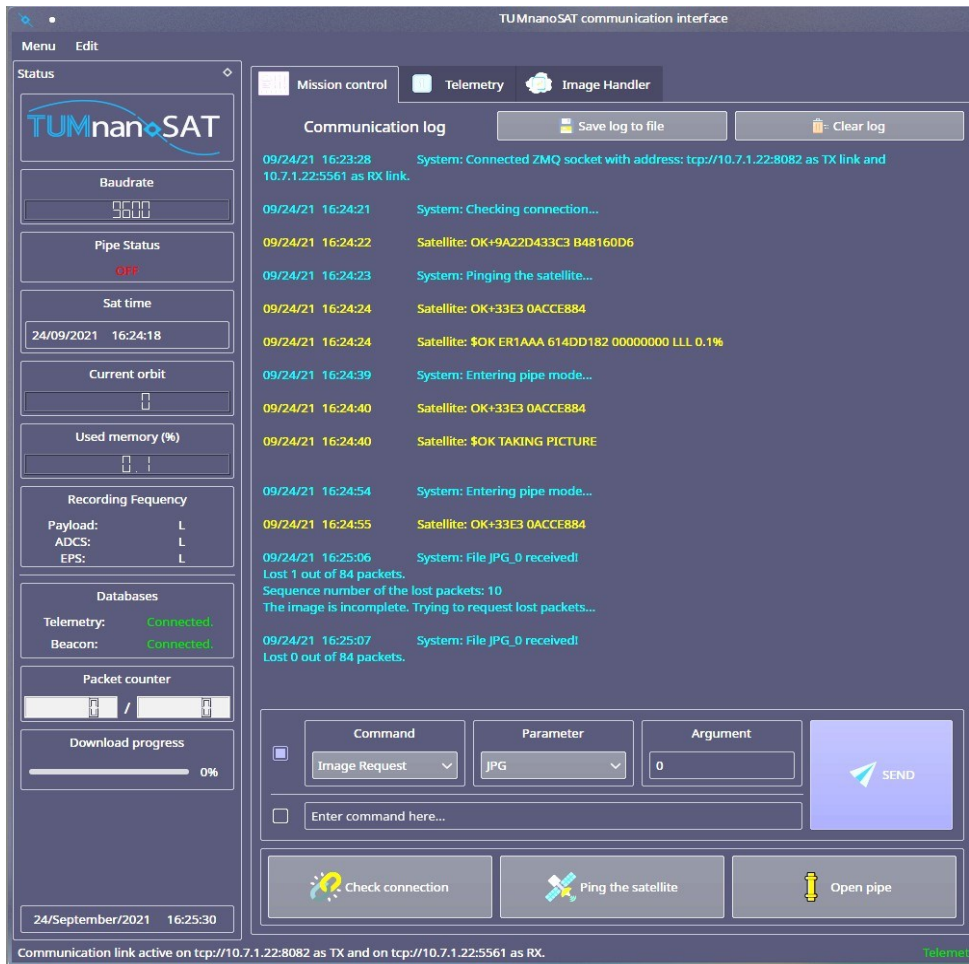 TUMnanoSAT communication interface
Menu Edit
Status
TUMnanoSAT
Baudrate
9600
Pipe Status
OFF
Sat time
24/09/2021 16:24:18
Current orbit
0
Used memory (%)
0.1
Recording Fequency
Payload: L
ADCS: L
EPS: L
Databases
Telemetry: Connected.
Beacon: Connected.
Packet counter
0 / 0
Download progress
0%
24/September/2021 16:25:30
Mission control Telemetry Image Handler
Communication log Save log to file Clear log
09/24/21 16:23:28 System: Connected ZMQ socket with address: tcp://10.7.1.22:8082 as TX link and
10.7.1.22:5561 as RX link.
09/24/21 16:24:21 System: Checking connection...
09/24/21 16:24:22 Satellite: OK+9A22D433C3 B48160D6
09/24/21 16:24:23 System: Pinging the satellite...
09/24/21 16:24:24 Satellite: OK+33E3 0ACCE884
09/24/21 16:24:24 Satellite: $OK ER1AAA 614DD182 00000000 LLL 0.1%
09/24/21 16:24:39 System: Entering pipe mode...
09/24/21 16:24:40 Satellite: OK+33E3 0ACCE884
09/24/21 16:24:40 Satellite: $OK TAKING PICTURE
09/24/21 16:24:54 System: Entering pipe mode...
09/24/21 16:24:55 Satellite: OK+33E3 0ACCE884
09/24/21 16:25:06 System: File JPG_0 received!
Lost 1 out of 84 packets.
Sequence number of the lost packets: 10
The image is incomplete. Trying to request lost packets...
09/24/21 16:25:07 System: File JPG_0 received!
Lost 0 out of 84 packets.
Command Parameter Argument
Image Request JPG 0
SEND
Enter command here...
Check connection Ping the satellite Open pipe
Communication link active on tcp://10.7.1.22:8082 as TX and on tcp://10.7.1.22:5561 as RX.
Telemet